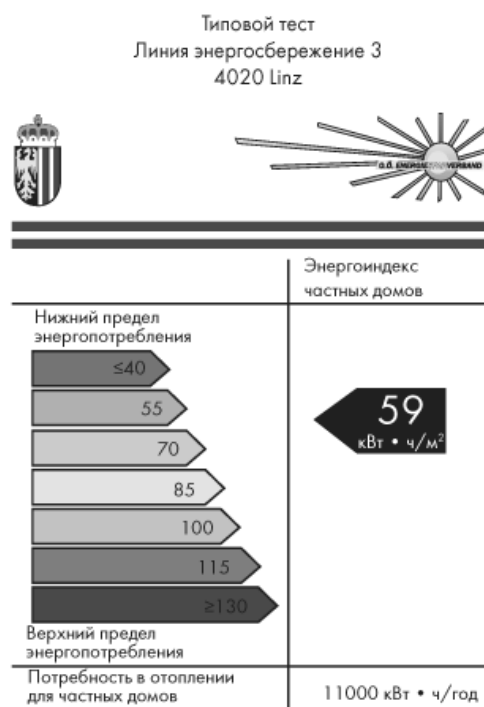 Типовой тест
Линия энергосбережение 3
4020 Linz
O.Ö. ENERGIESPARVERBAND
Энергоиндекс
частных домов
Нижний предел
энергопотребления
≤40
55
70
85
100
115
≥130
59
кВт • ч/м²
Верхний предел
энергопотребления
Потребность в отоплении
для частных домов
11000 кВт • ч/год